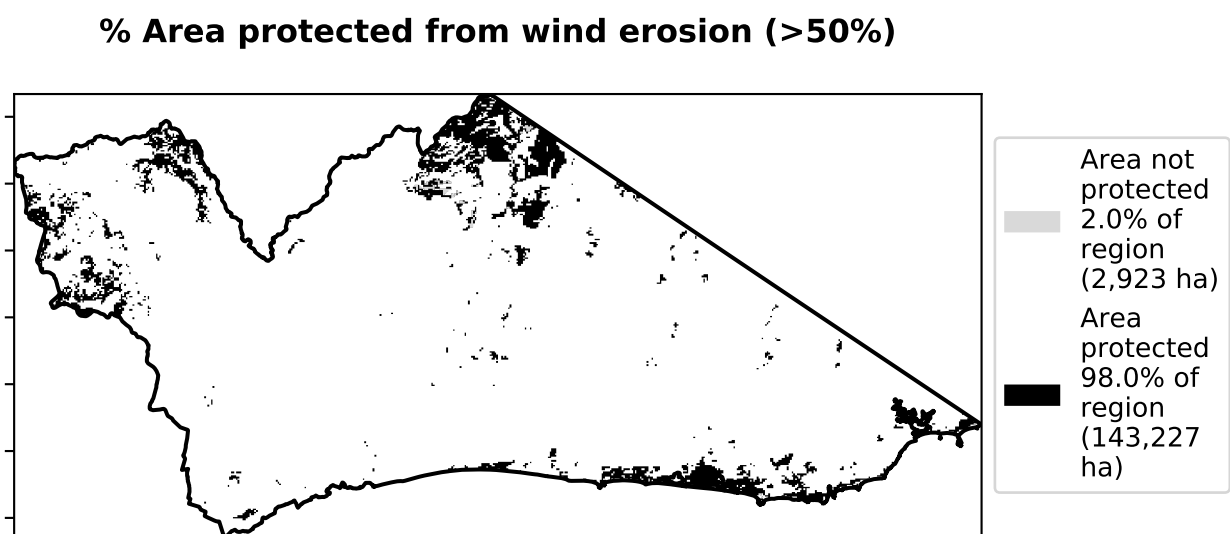 % Area protected from wind erosion (>50%)
Area not
protected
2.0% of
region
(2,923 ha)
Area
protected
98.0% of
region
(143,227
ha)